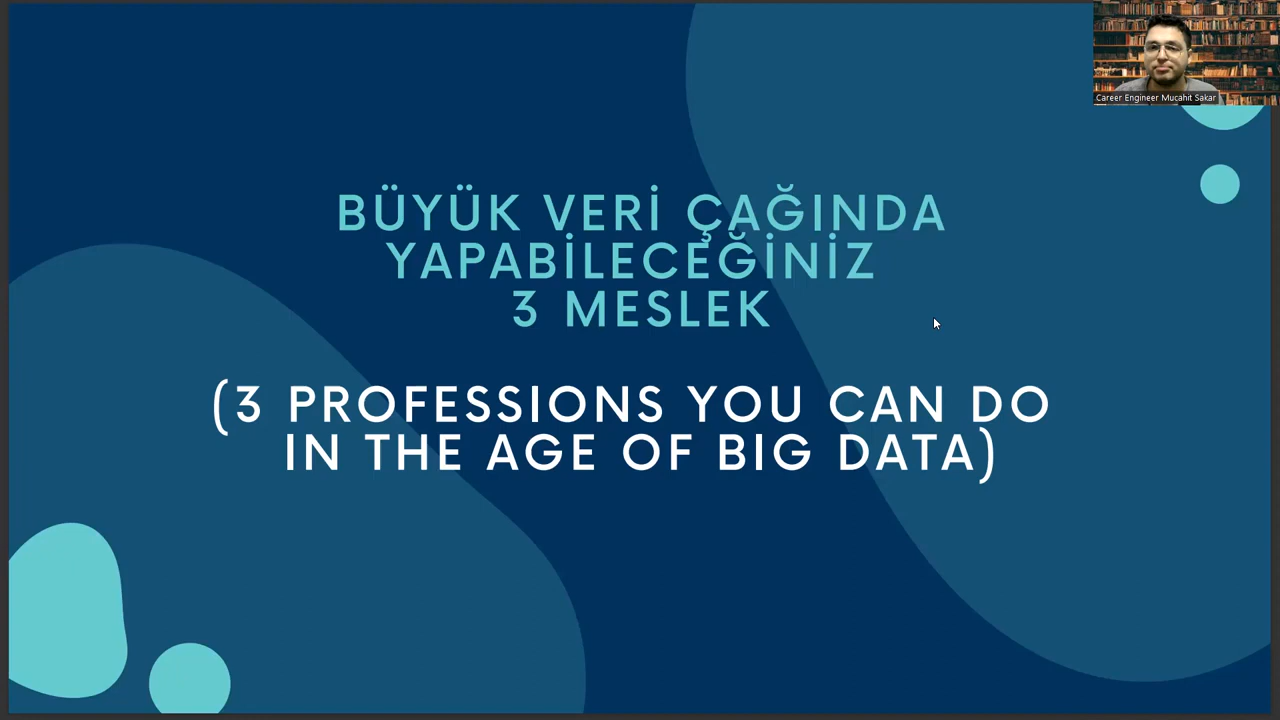 Career Engineer Mucahit Sakar
BÜYÜK VERİ ÇAĞINDA
YAPABİLECEĞİNİZ
3 MESLEK
(3 PROFESSIONS YOU CAN DO
IN THE AGE OF BIG DATA)